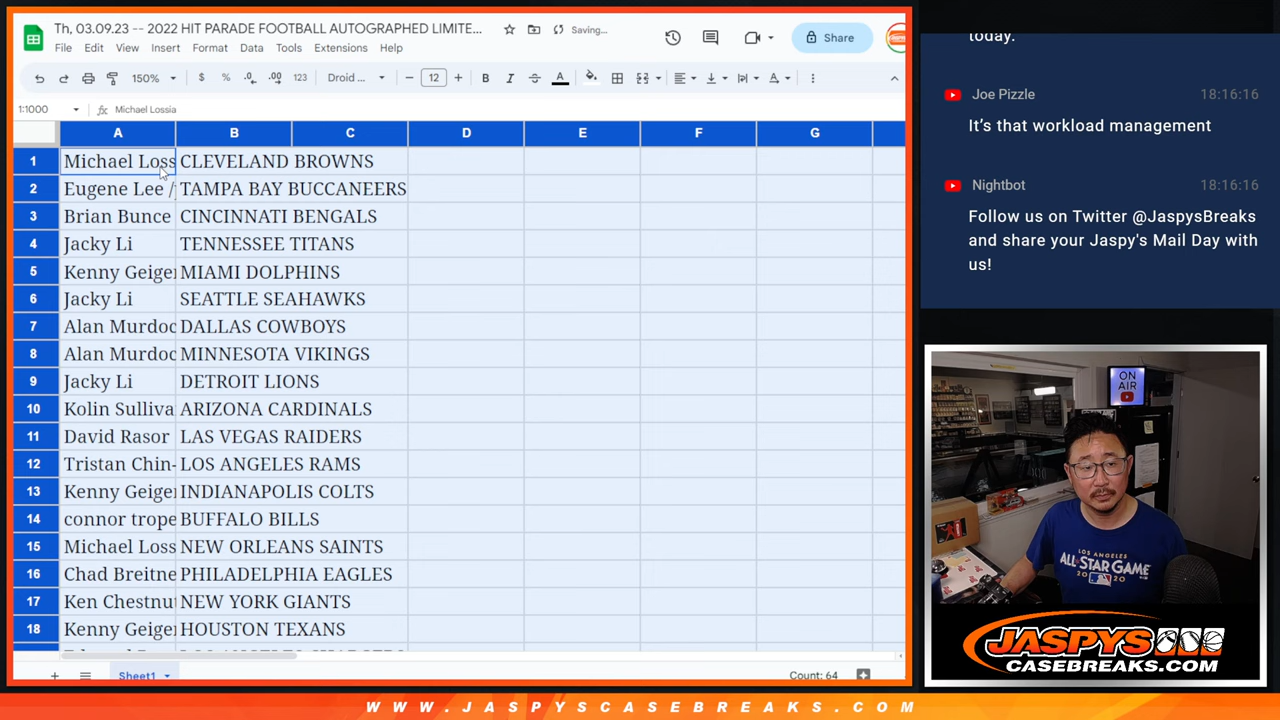 Th, 03.09.23 -- 2022 HIT PARADE FOOTBALL AUTOGRAPHED LIMITE...
Saving...
Share
File Edit View Insert Format Data Tools Extensions Help
150% $ % .0 .00 123 Droid ... 12 B I A
1:1000 fx Michael Lossia
A B C D E F G
1 Michael Loss CLEVELAND BROWNS
2 Eugene Lee / TAMPA BAY BUCCANEERS
3 Brian Bunce CINCINNATI BENGALS
4 Jacky Li TENNESSEE TITANS
5 Kenny Geiger MIAMI DOLPHINS
6 Jacky Li SEATTLE SEAHAWKS
7 Alan Murdoc DALLAS COWBOYS
8 Alan Murdoc MINNESOTA VIKINGS
9 Jacky Li DETROIT LIONS
10 Kolin Sulliva ARIZONA CARDINALS
11 David Rasor LAS VEGAS RAIDERS
12 Tristan Chin- LOS ANGELES RAMS
13 Kenny Geiger INDIANAPOLIS COLTS
14 connor trope BUFFALO BILLS
15 Michael Loss NEW ORLEANS SAINTS
16 Chad Breitne PHILADELPHIA EAGLES
17 Ken Chestnut NEW YORK GIANTS
18 Kenny Geiger HOUSTON TEXANS
Sheet1
Count: 64
today.
Joe Pizzle 18:16:16
It's that workload management
Nightbot 18:16:16
Follow us on Twitter @JaspysBreaks
and share your Jaspy's Mail Day with
us!
ON
AIR
LOS ANGELES
ALL-STAR GAME
2020
JASPYS
CASEBREAKS.COM
WWW.JASPYSCASEBREAKS.COM